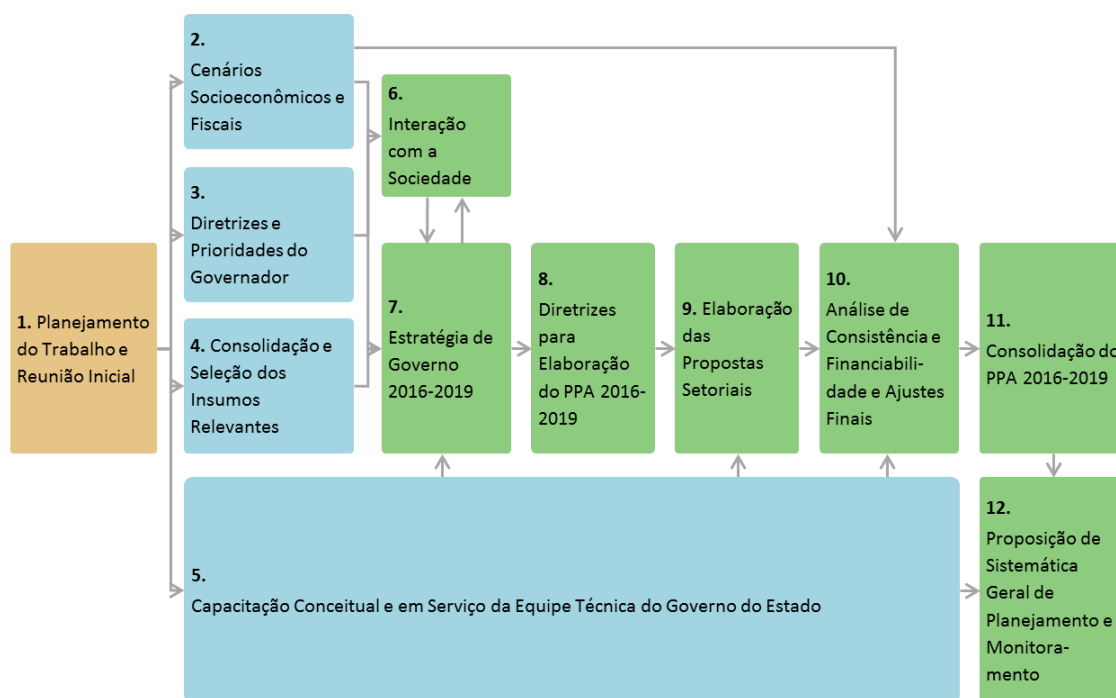 2.
Cenários
Socioeconômicos e
Fiscais
6.
Interação
com a
Sociedade
3.
Diretrizes e
Prioridades do
Governador
1. Planejamento
do Trabalho e
Reunião Inicial
4. Consolidação e
Seleção dos
Insumos
Relevantes
7.
Estratégia de
Governo
2016-2019
8.
Diretrizes
para
Elaboração
do PPA 2016-
2019
9. Elaboração
das
Propostas
Setoriais
10.
Análise de
Consistência e
Financiabili-
dade e Ajustes
Finais
11.
Consolidação do
PPA 2016-2019
5.
Capacitação Conceitual e em Serviço da Equipe Técnica do Governo do Estado
12.
Proposição de
Sistemática
Geral de
Planejamento e
Monitora-
mento